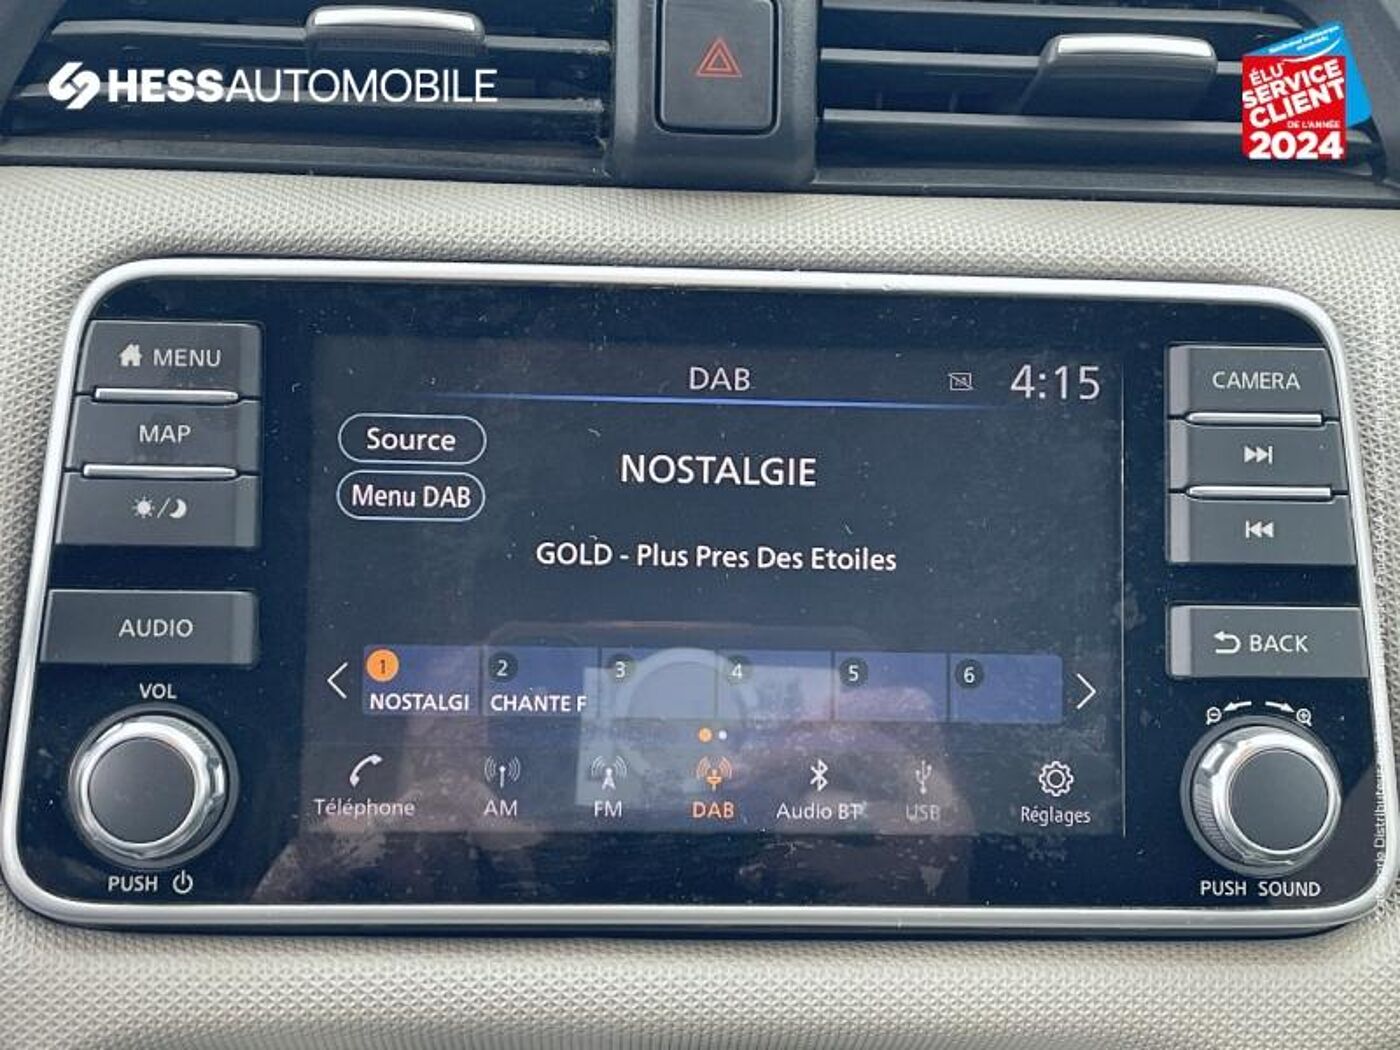 HESSAUTOMOBILE
ÉLU
SERVICE
CLIENT
DE L'ANNÉE
2024
MENU
MAP
AUDIO
VOL
PUSH
DAB
4:15
Source
Menu DAB
NOSTALGIE
GOLD - Plus Pres Des Etoiles
1
2
3
4
5
6
NOSTALGI
CHANTE F
Téléphone
AM
FM
DAB
Audio BT
USB
Réglages
CAMERA
BACK
PUSH SOUND